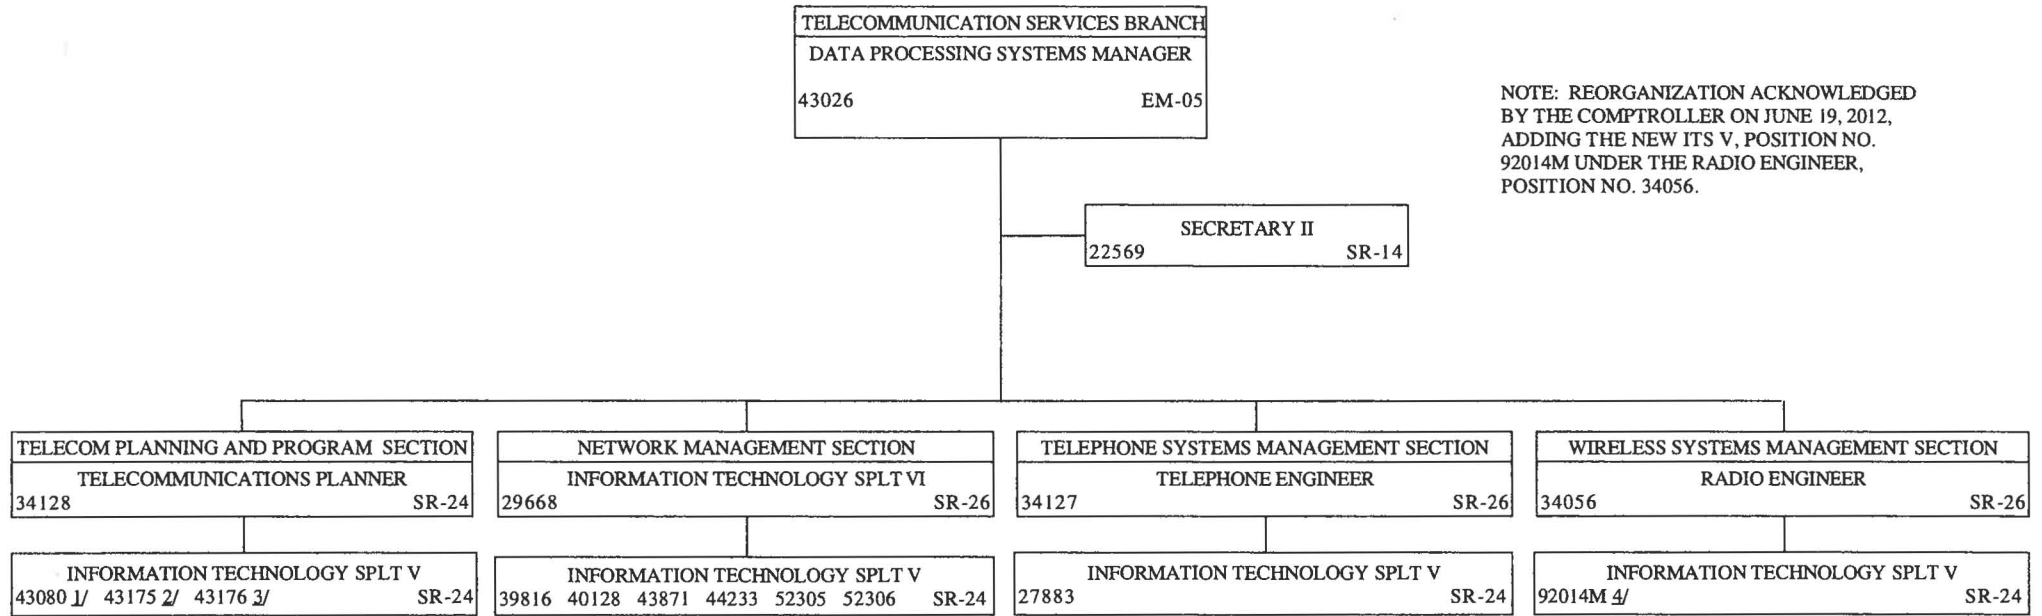 TELECOMMUNICATION SERVICES BRANCH
DATA PROCESSING SYSTEMS MANAGER
43026 EM-05
NOTE: REORGANIZATION ACKNOWLEDGED
BY THE COMPTROLLER ON JUNE 19, 2012,
ADDING THE NEW ITS V, POSITION NO.
92014M UNDER THE RADIO ENGINEER,
POSITION NO. 34056.
SECRETARY II
22569 SR-14
TELECOM PLANNING AND PROGRAM SECTION
TELECOMMUNICATIONS PLANNER
34128 SR-24
INFORMATION TECHNOLOGY SPLT V
43080 1/ 43175 2/ 43176 3/ SR-24
NETWORK MANAGEMENT SECTION
INFORMATION TECHNOLOGY SPLT VI
29668 SR-26
INFORMATION TECHNOLOGY SPLT V
39816 40128 43871 44233 52305 52306 SR-24
TELEPHONE SYSTEMS MANAGEMENT SECTION
TELEPHONE ENGINEER
34127 SR-26
INFORMATION TECHNOLOGY SPLT V
27883 SR-24
WIRELESS SYSTEMS MANAGEMENT SECTION
RADIO ENGINEER
34056 SR-26
INFORMATION TECHNOLOGY SPLT V
92014M 4/ SR-24